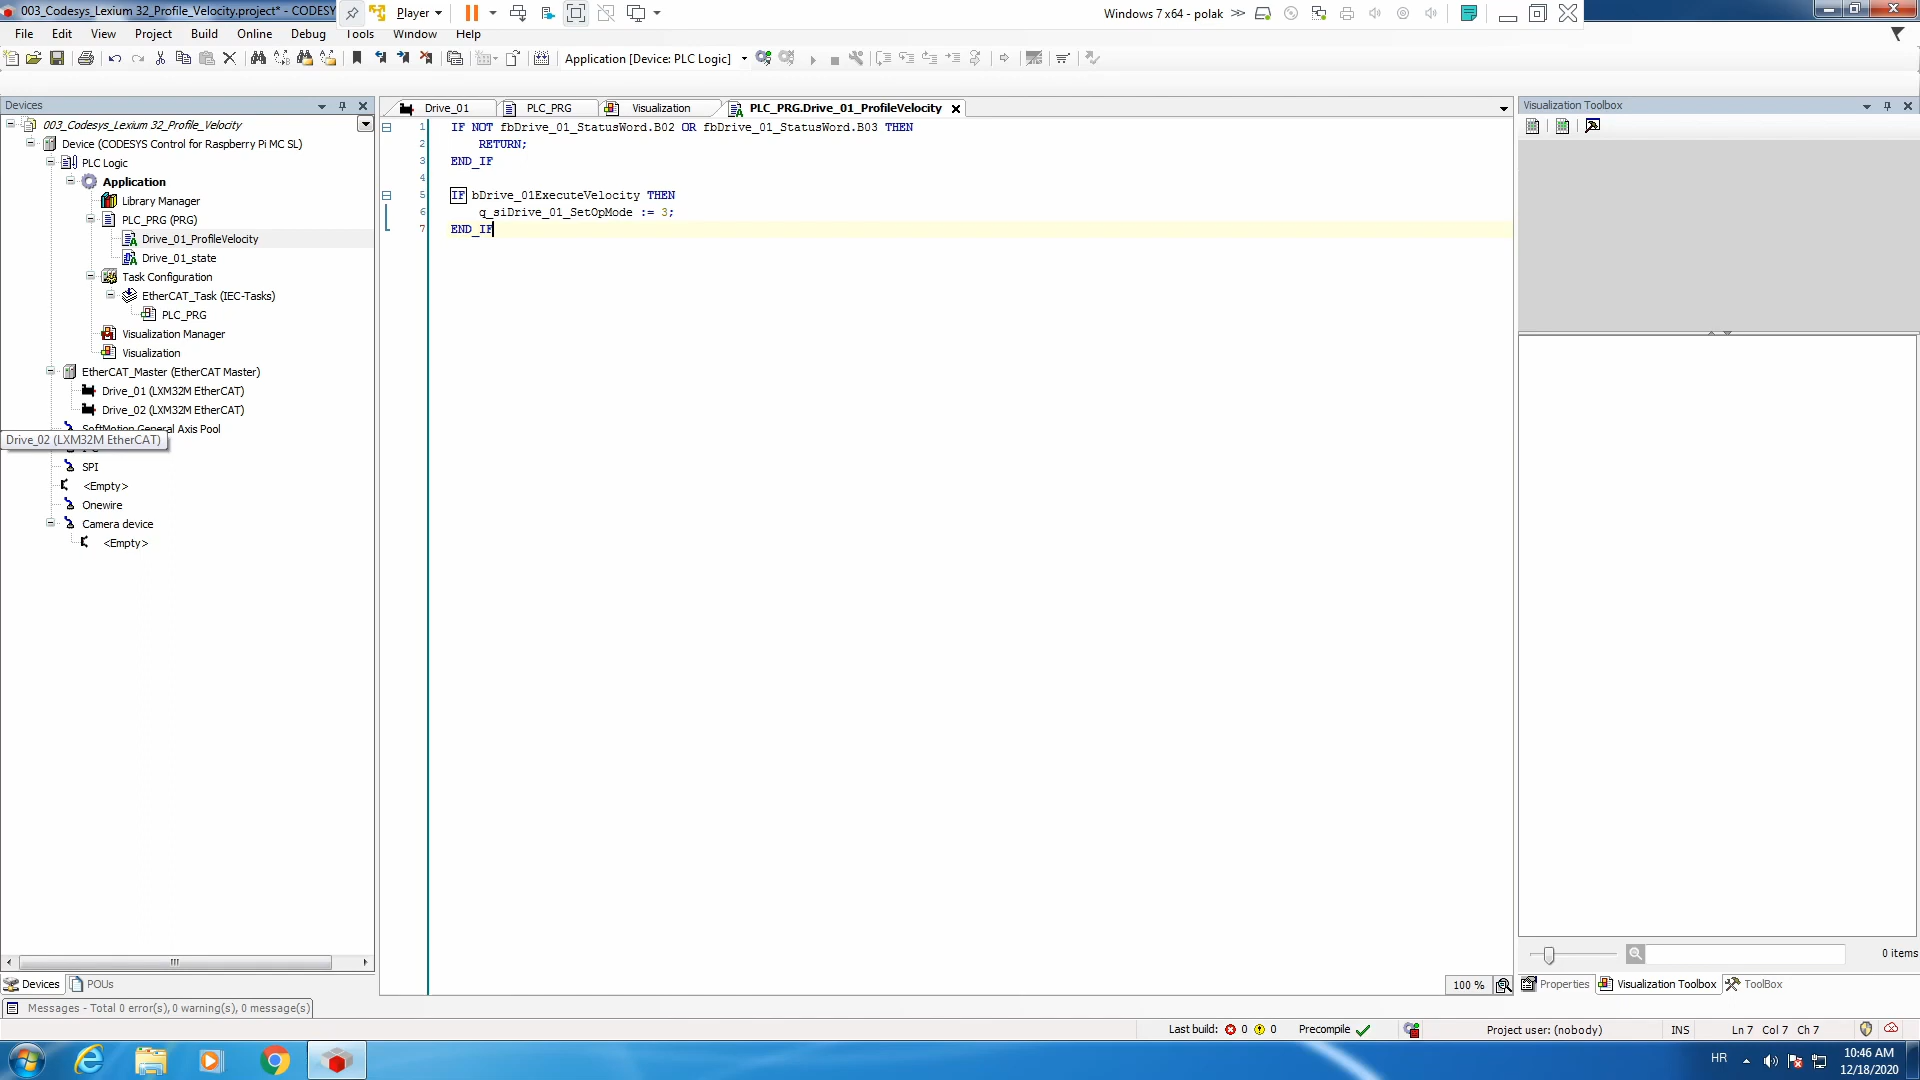 003_Codesys_Lexium 32_Profile_Velocity.project* - CODESY
Player
Windows 7 x64 - polak
File Edit View Project Build Online Debug Tools Window Help
Application [Device: PLC Logic]
Devices
003_Codesys_Lexium 32_Profile_Velocity
Device (CODESYS Control for Raspberry Pi MC SL)
PLC Logic
Application
Library Manager
PLC_PRG (PRG)
Drive_01_ProfileVelocity
Drive_01_state
Task Configuration
EtherCAT_Task (IEC-Tasks)
PLC_PRG
Visualization Manager
Visualization
EtherCAT_Master (EtherCAT Master)
Drive_01 (LXM32M EtherCAT)
Drive_02 (LXM32M EtherCAT)
SoftMotion General Axis Pool
Drive_02 (LXM32M EtherCAT)
SPI
<Empty>
Onewire
Camera device
<Empty>
Devices POUs
Drive_01 PLC_PRG Visualization PLC_PRG.Drive_01_ProfileVelocity
1 IF NOT fbDrive_01_StatusWord.B02 OR fbDrive_01_StatusWord.B03 THEN
2 RETURN;
3 END_IF
4
5 IF bDrive_01ExecuteVelocity THEN
6 q_siDrive_01_SetOpMode := 3;
7 END_IF
100 %
Visualization Toolbox
0 items
Properties Visualization Toolbox ToolBox
Messages - Total 0 error(s), 0 warning(s), 0 message(s)
Last build: 0 0 Precompile Project user: (nobody) INS Ln 7 Col 7 Ch 7
HR
10:46 AM
12/18/2020